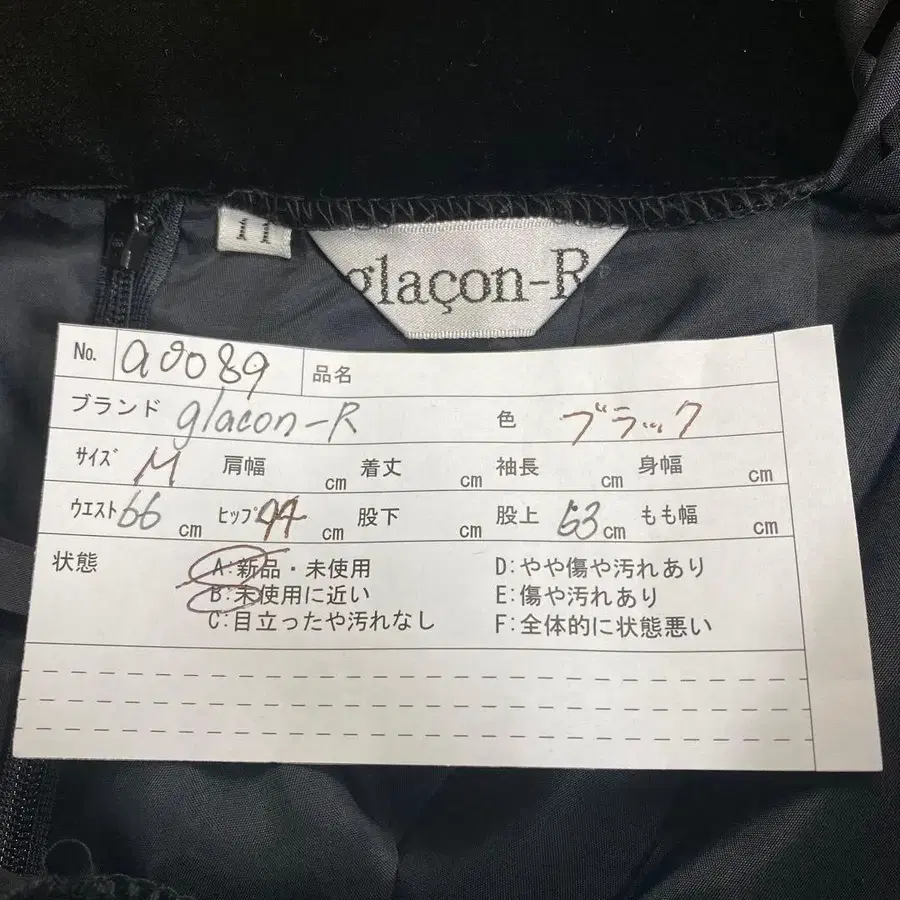 11
glaçon-R
No. a0089 品名
ブランド glacon-R 色 ブラック
サイズ M 肩幅 cm 着丈 cm 袖長 cm 身幅 cm
ウエスト 66 cm ヒップ 94 cm 股下 cm 股上 53 cm もも幅 cm
状態 A:新品・未使用 D:やや傷や汚れあり
B:未使用に近い E:傷や汚れあり
C:目立ったや汚れなし F:全体的に状態悪い